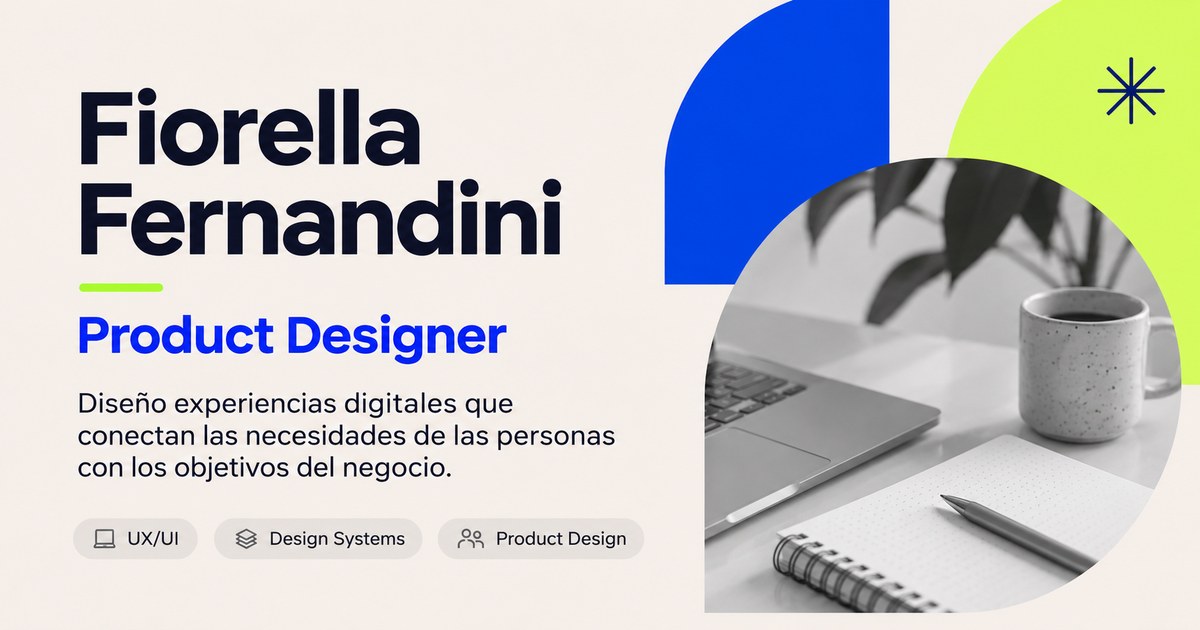 Fiorella
Fernandini
Product Designer
Diseño experiencias digitales que
conectan las necesidades de las personas
con los objetivos del negocio.
UX/UI
Design Systems
Product Design